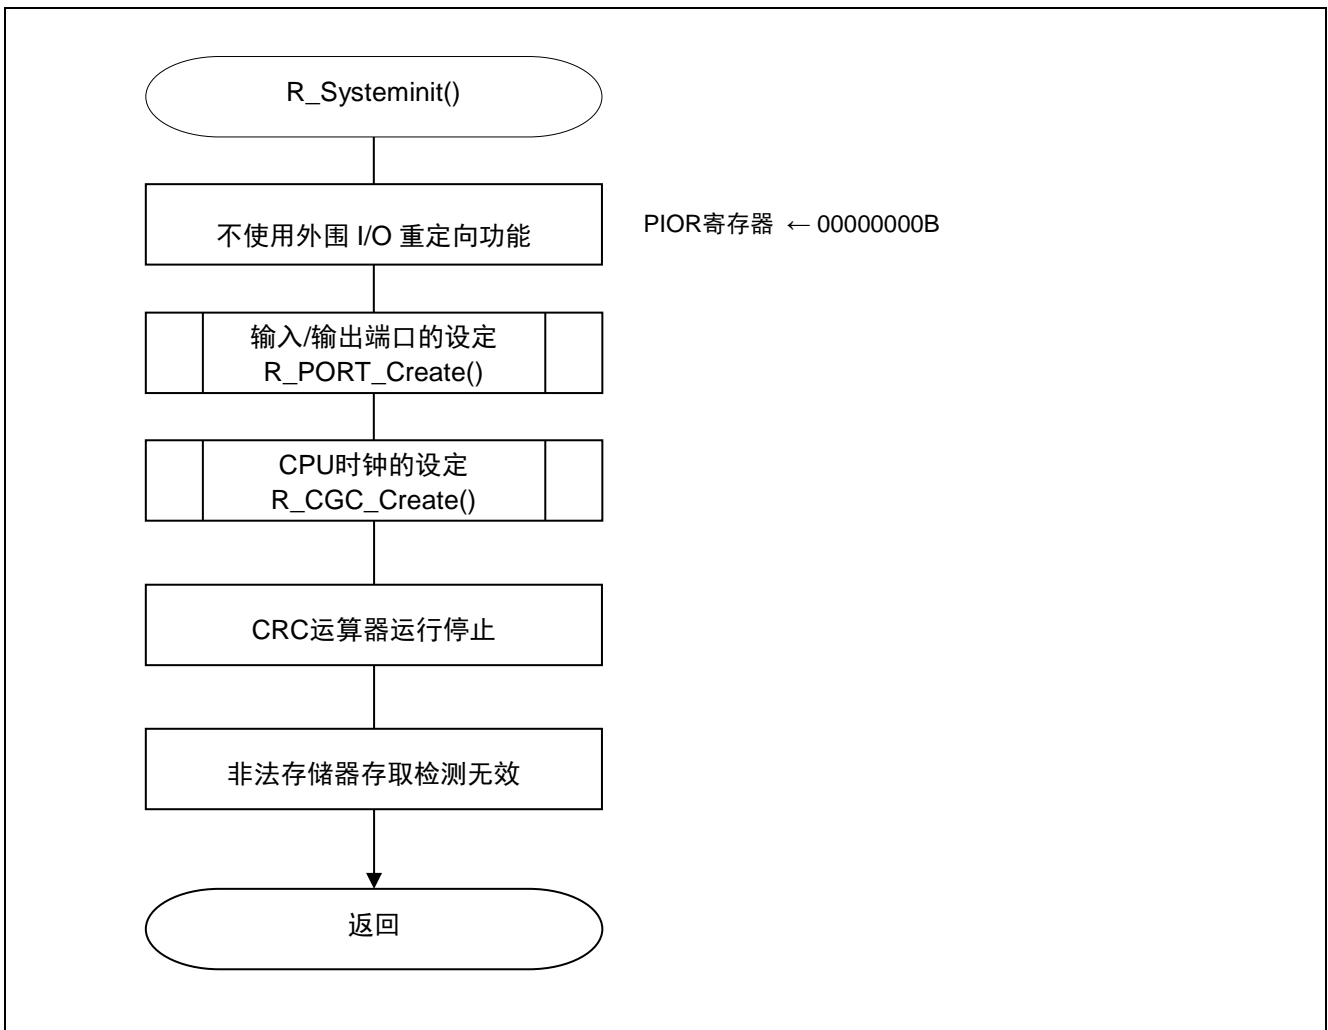 R_Systeminit()
不使用外围 I/O 重定向功能
PIOR寄存器 ← 00000000B
输入/输出端口的设定
R_PORT_Create()
CPU时钟的设定
R_CGC_Create()
CRC运算器运行停止
非法存储器存取检测无效
返回